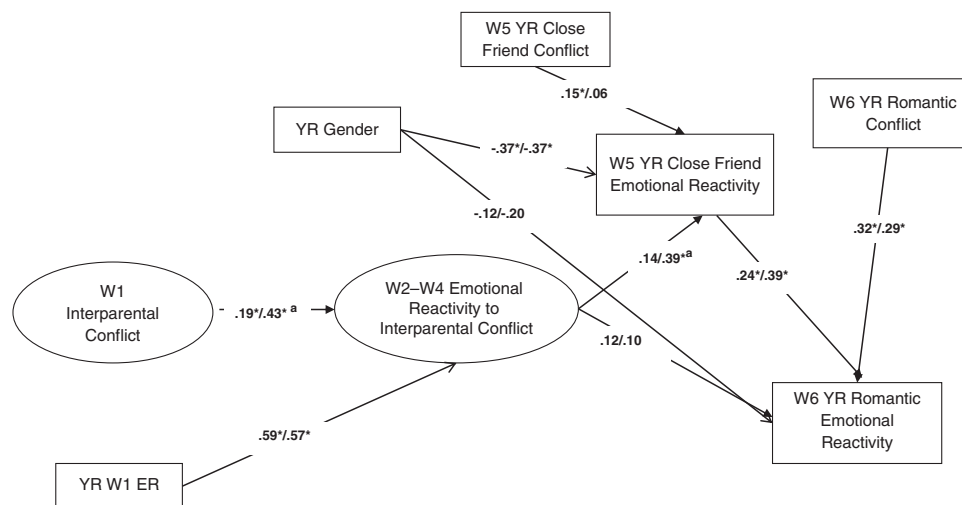 W5 YR Close
Friend Conflict
.15*/.06
W6 YR Romantic
Conflict
YR Gender
-.37*/-.37*
W5 YR Close Friend
Emotional Reactivity
-.12/-.20
.32*/.29*
.14/.39*a
.24*/.39*
W1
Interparental
Conflict
.19*/.43* a
W2–W4 Emotional
Reactivity to
Interparental Conflict
.12/.10
W6 YR Romantic
Emotional
Reactivity
.59*/.57*
YR W1 ER